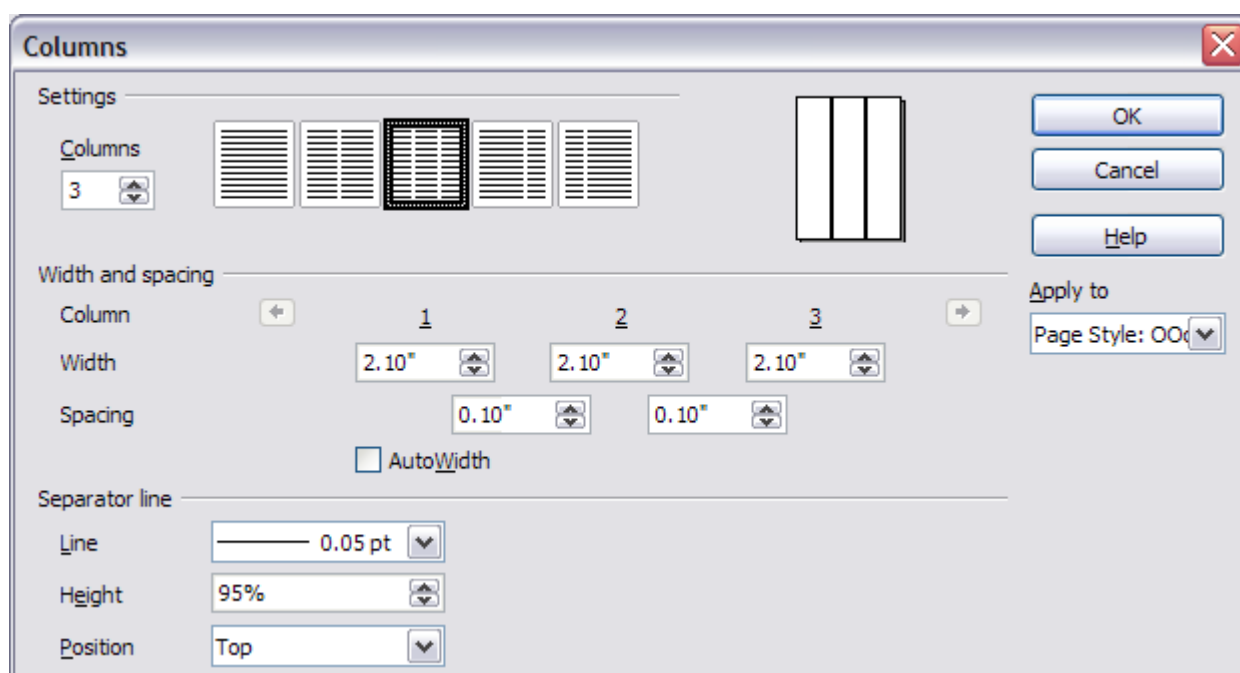 Columns
Settings
Columns
3
OK
Cancel
Help
Width and spacing
Apply to
Column 1 2 3
Page Style: OO
Width 2.10" 2.10" 2.10"
Spacing 0.10" 0.10"
AutoWidth
Separator line
Line 0.05 pt
Height 95%
Position Top